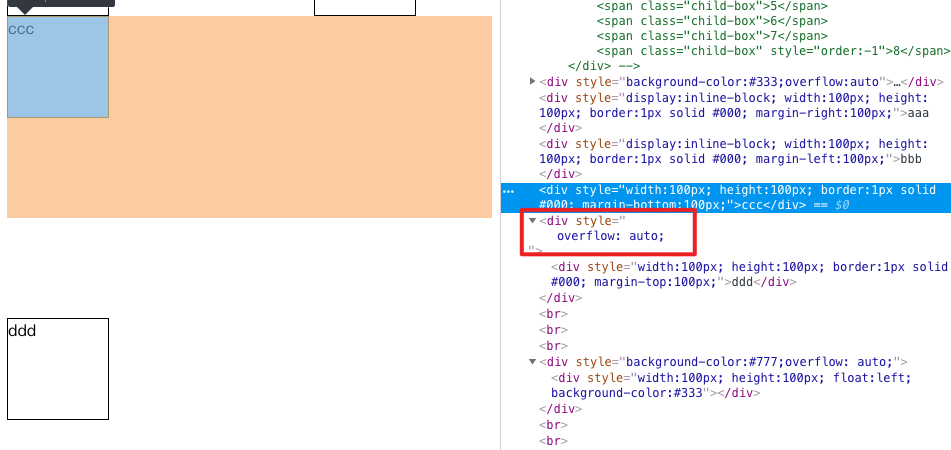 ccc
ddd
<span class="child-box">5</span>
<span class="child-box">6</span>
<span class="child-box">7</span>
<span class="child-box" style="order:-1">8</span>
</div> -->
<div style="background-color:#333;overflow:auto">…</div>
<div style="display:inline-block; width:100px; height:
100px; border:1px solid #000; margin-right:100px;">aaa
</div>
<div style="display:inline-block; width:100px; height:
100px; border:1px solid #000; margin-left:100px;">bbb
</div>
<div style="width:100px; height:100px; border:1px solid
#000; margin-bottom:100px;">ccc</div> == $0
<div style="
overflow: auto;
">
<div style="width:100px; height:100px; border:1px solid
#000; margin-top:100px;">ddd</div>
</div>
<br>
<br>
<br>
<div style="background-color:#777;overflow: auto;">
<div style="width:100px; height:100px; float:left;
background-color:#333"></div>
</div>
<br>
<br>